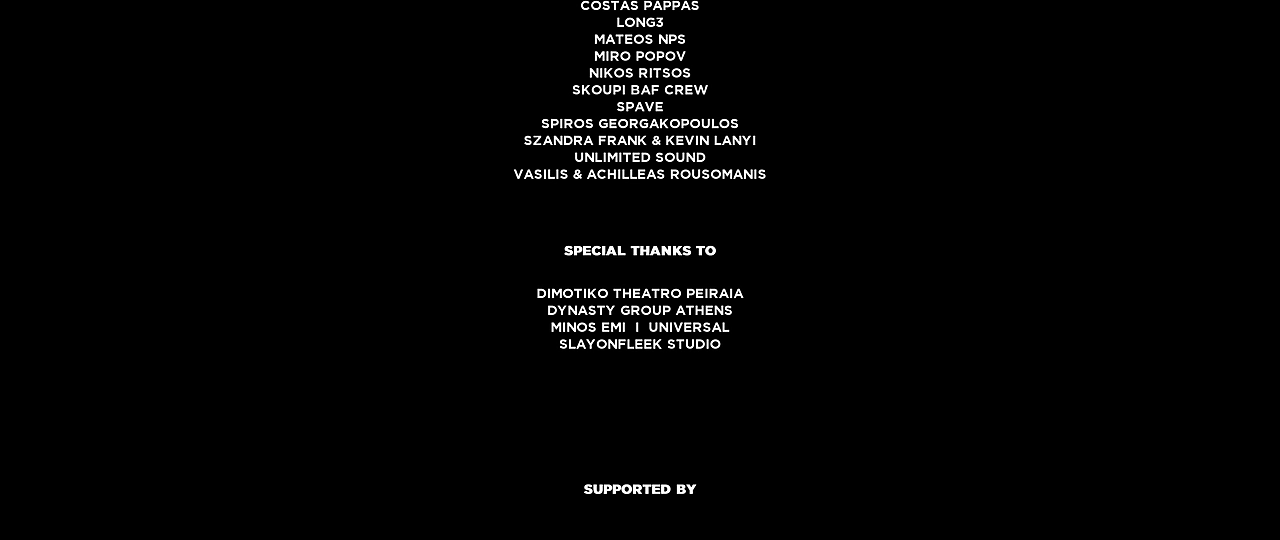 COSTAS PAPPAS
LONG3
MATEOS NPS
MIRO POPOV
NIKOS RITSOS
SKOUPI BAF CREW
SPAVE
SPIROS GEORGAKOPOULOS
SZANDRA FRANK & KEVIN LANYI
UNLIMITED SOUND
VASILIS & ACHILLEAS ROUSOMANIS
SPECIAL THANKS TO
DIMOTIKO THEATRO PEIRAIA
DYNASTY GROUP ATHENS
MINOS EMI | UNIVERSAL
SLAYONFLEEK STUDIO
SUPPORTED BY